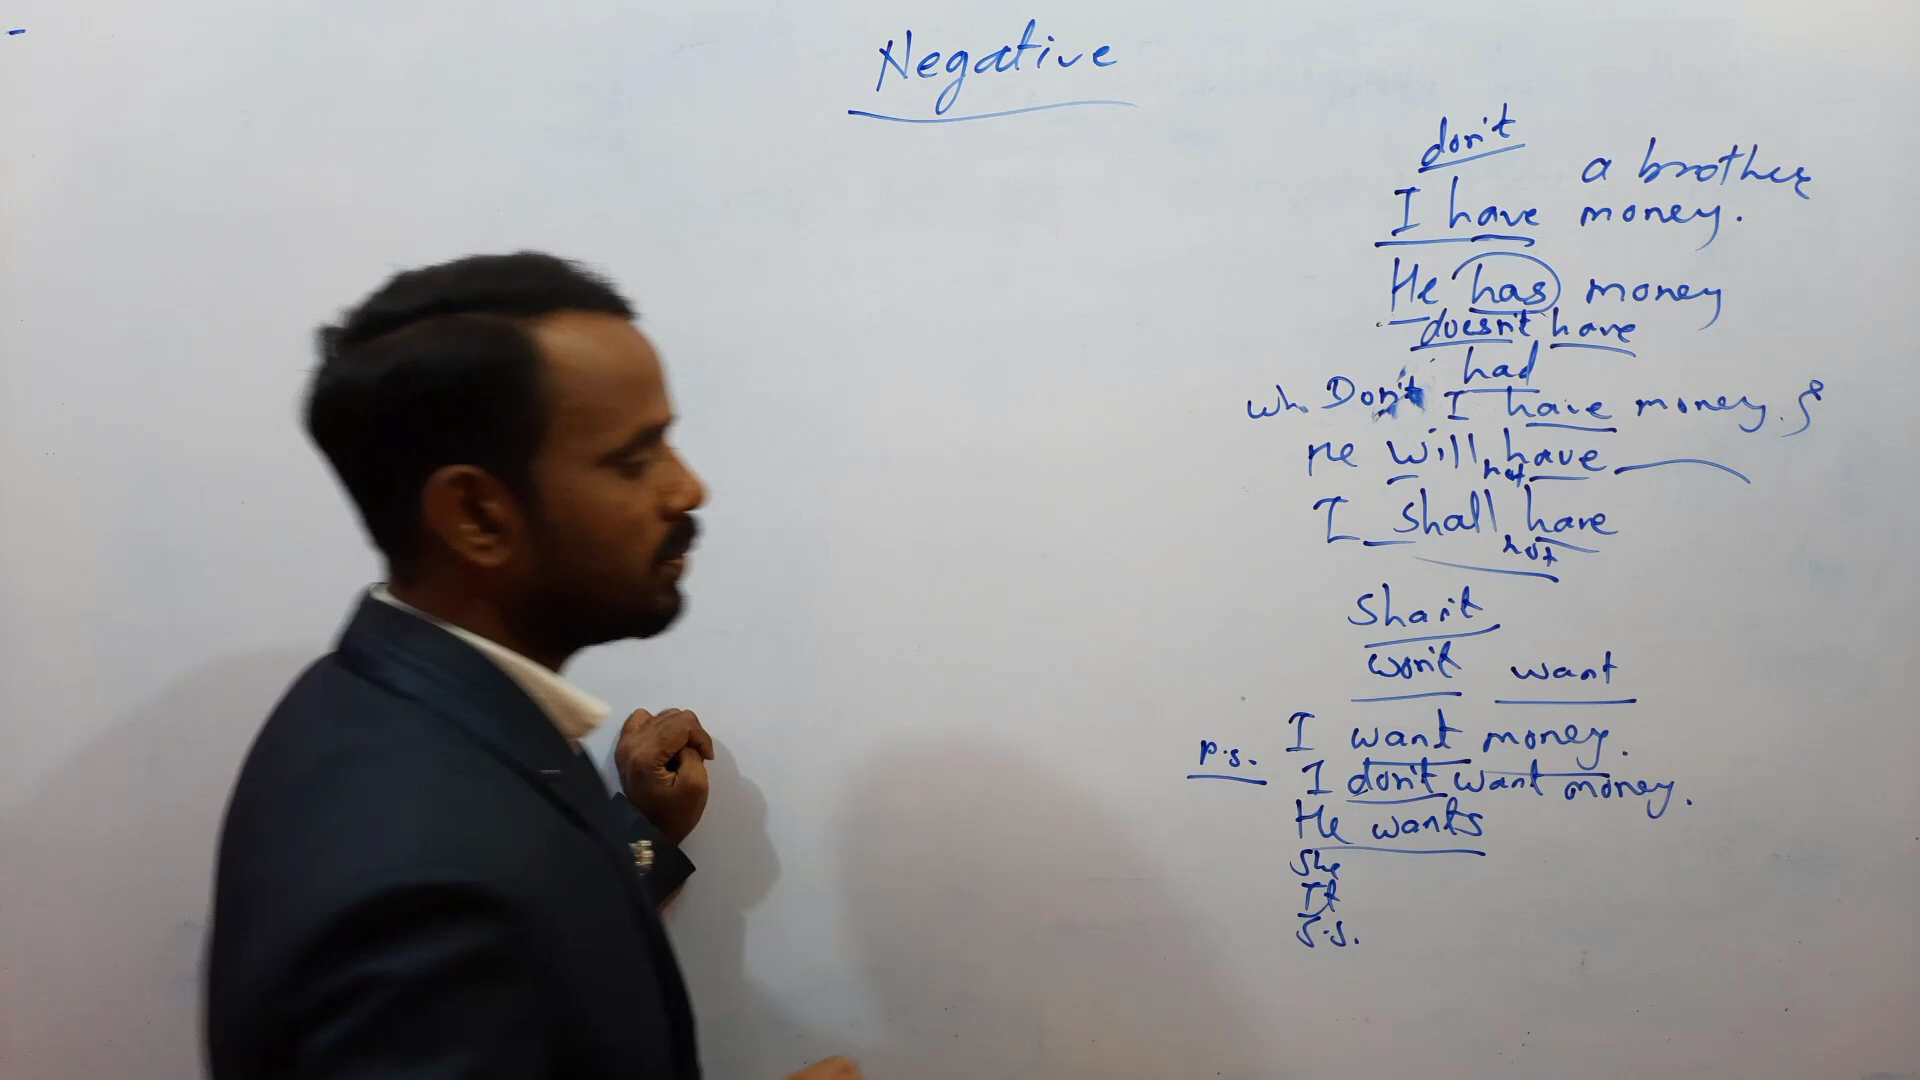 Negative
don't
a brother
I have money.
He has money
doesn't have
had
Wh Don't I have money.?
He will have
not
I shall have
not
Shan't
won't want
I want money.
P.S.
I don't want money.
He wants
She
It
S.S.